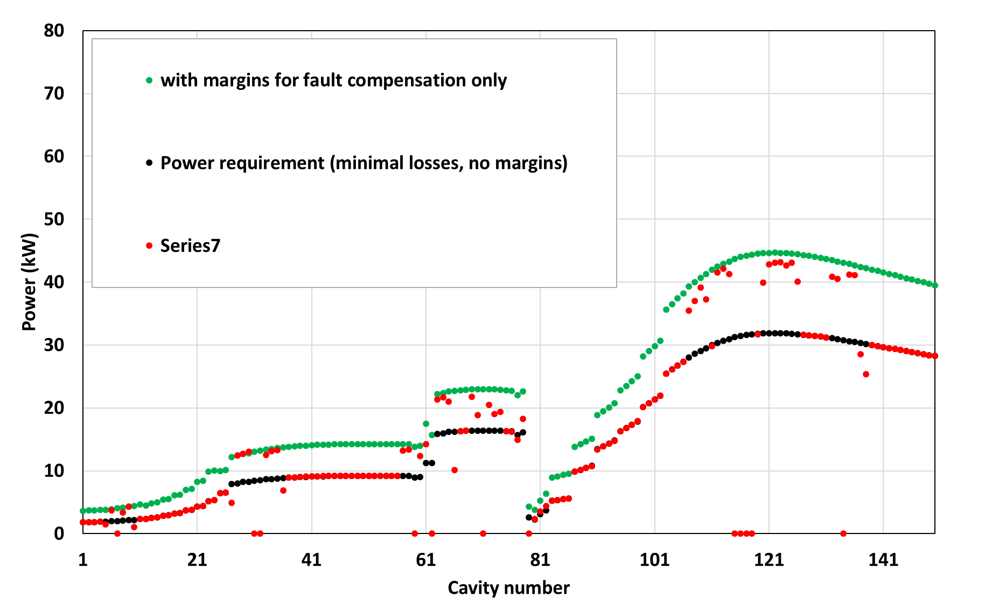 80
70
60
50
40
30
20
10
0
Power (kW)
with margins for fault compensation only
Power requirement (minimal losses, no margins)
Series7
1 21 41 61 81 101 121 141
Cavity number